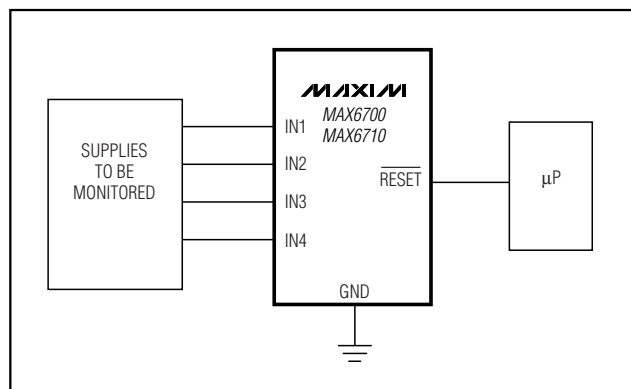 SUPPLIES
TO BE
MONITORED
MAXIM
MAX6700
MAX6710
IN1
IN2
IN3
IN4
RESET
GND
µP